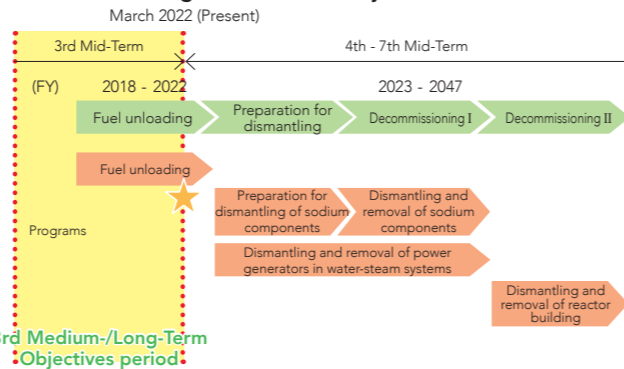 March 2022 (Present)
3rd Mid-Term
4th - 7th Mid-Term
(FY)
2018 - 2022
2023 - 2047
Fuel unloading
Preparation for
dismantling
Decommissioning I
Decommissioning II
Fuel unloading
Preparation for
dismantling of sodium
components
Dismantling and
removal of sodium
components
Programs
Dismantling and removal of power
generators in water-steam systems
Dismantling and
removal of reactor
building
3rd Medium-/Long-Term
Objectives period